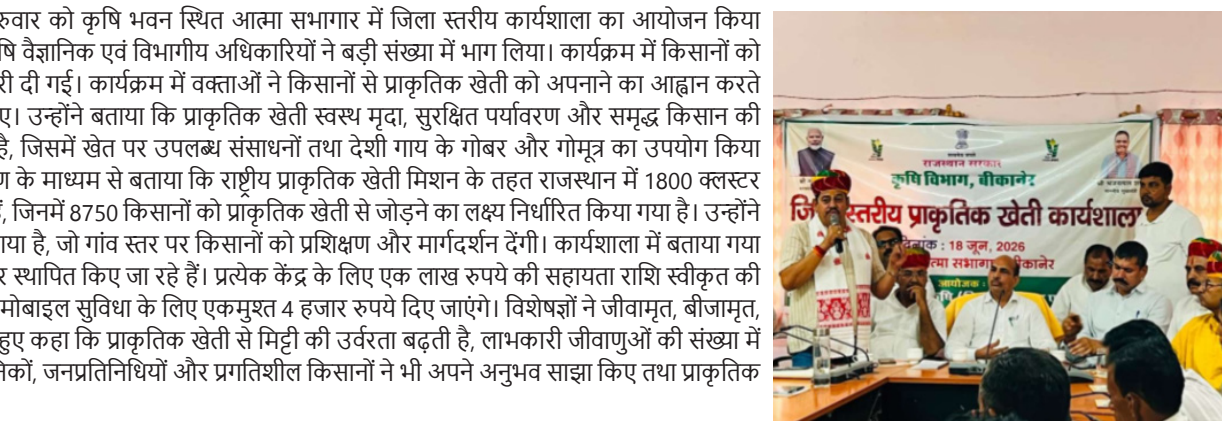 रुवार को कृषि भवन स्थित आत्मा सभागार में जिला स्तरीय कार्यशाला का आयोजन किया
षि वैज्ञानिक एवं विभागीय अधिकारियों ने बड़ी संख्या में भाग लिया। कार्यक्रम में किसानों को
री दी गई। कार्यक्रम में वक्ताओं ने किसानों से प्राकृतिक खेती को अपनाने का आह्वान करते
ए। उन्होंने बताया कि प्राकृतिक खेती स्वस्थ मृदा, सुरक्षित पर्यावरण और समृद्ध किसान की
है, जिसमें खेत पर उपलब्ध संसाधनों तथा देशी गाय के गोबर और गोमूत्र का उपयोग किया
ण के माध्यम से बताया कि राष्ट्रीय प्राकृतिक खेती मिशन के तहत राजस्थान में 1800 क्लस्टर
हैं, जिनमें 8750 किसानों को प्राकृतिक खेती से जोड़ने का लक्ष्य निर्धारित किया गया है। उन्होंने
ाया है, जो गांव स्तर पर किसानों को प्रशिक्षण और मार्गदर्शन देंगी। कार्यशाला में बताया गया
र स्थापित किए जा रहे हैं। प्रत्येक केंद्र के लिए एक लाख रुपये की सहायता राशि स्वीकृत की
मोबाइल सुविधा के लिए एकमुश्त 4 हजार रुपये दिए जाएंगे। विशेषज्ञों ने जीवामृत, बीजामृत,
हुए कहा कि प्राकृतिक खेती से मिट्टी की उर्वरता बढ़ती है, लाभकारी जीवाणुओं की संख्या में
निकों, जनप्रतिनिधियों और प्रगतिशील किसानों ने भी अपने अनुभव साझा किए तथा प्राकृतिक
राजस्थान सरकार
कृषि विभाग, बीकानेर
जि स्तरीय प्राकृतिक खेती कार्यशाला
दिनांक : 18 जून, 2026
त्मा सभागा बीकानेर
आयोजक :